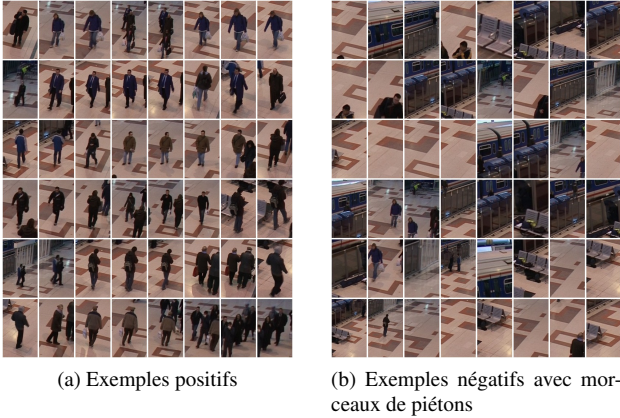 (a) Exemples positifs
(b) Exemples négatifs avec mor-
ceaux de piétons